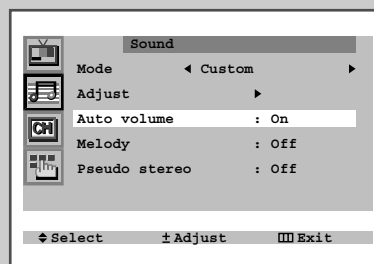 Sound
Mode ◀ Custom ▶
Adjust ▶
Auto volume : On
CH
Melody : Off
Pseudo stereo : Off
Select ± Adjust Exit